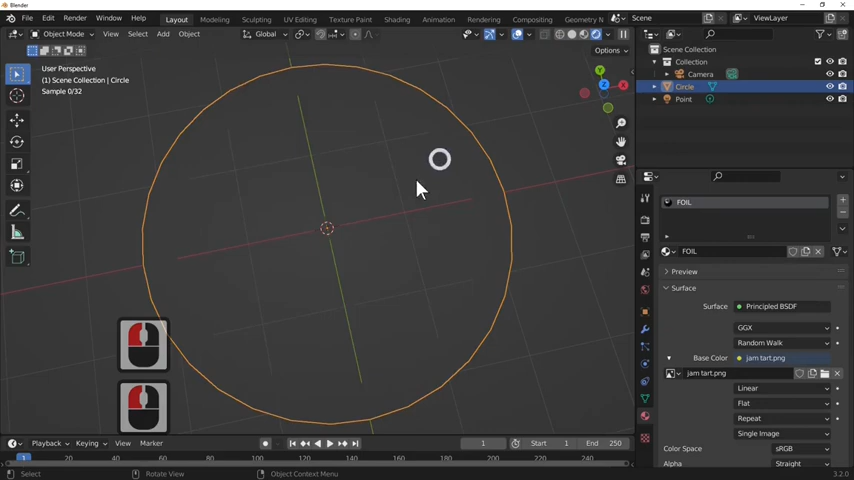 Blender
File Edit Render Window Help Layout Modeling Sculpting UV Editing Texture Paint Shading Animation Rendering Compositing Geometry N Scene ViewLayer
Object Mode View Select Add Object Global
Options
User Perspective
(1) Scene Collection | Circle
Sample 0/32
Y
X
Z
Scene Collection
Collection
Camera
Circle
Point
FOIL
FOIL
Preview
Surface
Surface Principled BSDF
GGX
Random Walk
Base Color jam tart.png
jam tart.png
Linear
Flat
Repeat
Single Image
Color Space sRGB
Alpha Straight
Playback Keying View Marker 1 Start 1 End 250
1 20 40 60 80 100 120 140 160 180 200 220 240
Select Rotate View Object Context Menu 3.2.0